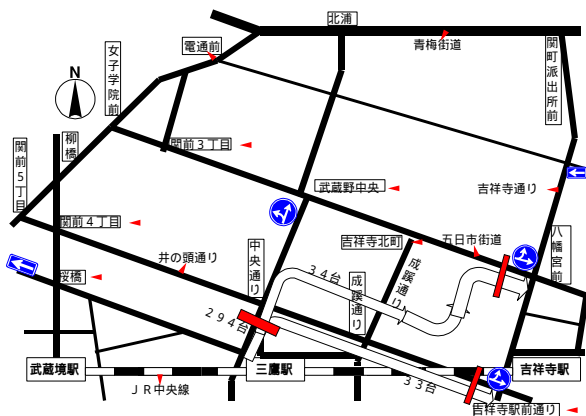 北浦
青梅街道
電通前
女子学院前
関町派出所前
N
柳橋
関前3丁目
関前5丁目
武蔵野中央
吉祥寺通り
関前4丁目
井の頭通り
中央通り
吉祥寺北町
五日市街道
八幡宮前
成蹊通り
成蹊通り
34台
桜橋
294台
33台
武蔵境駅
三鷹駅
吉祥寺駅
JR中央線
吉祥寺駅前通り